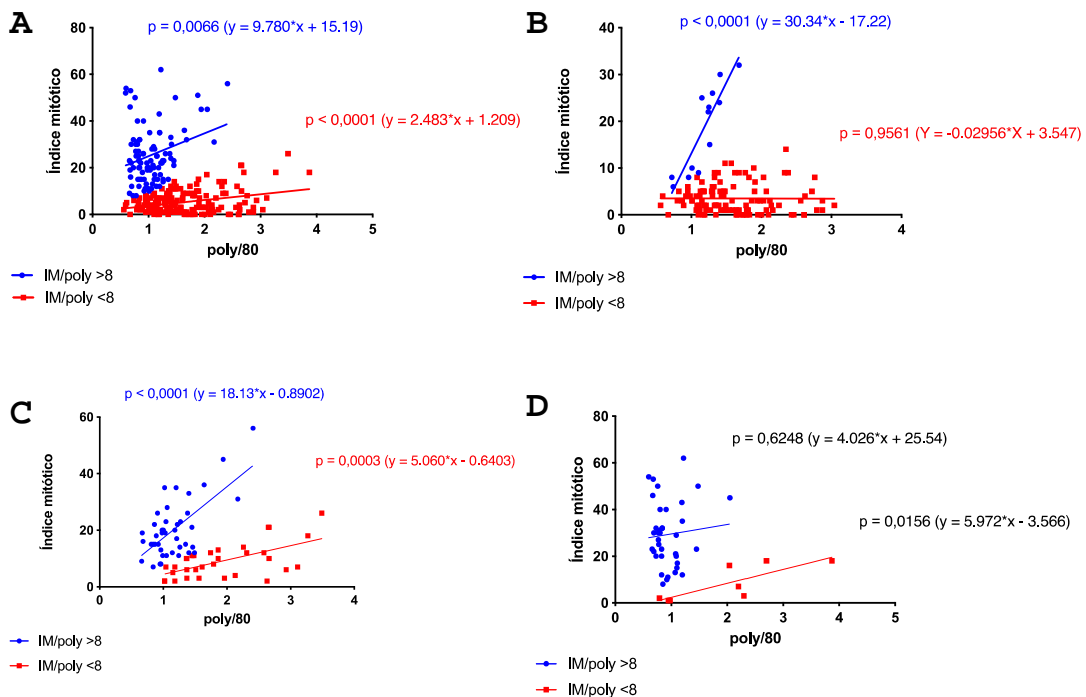 A
p = 0,0066 (y = 9.780*x + 15.19)
p < 0,0001 (y = 2.483*x + 1.209)
Índice mitótico
80
60
40
20
0
0 1 2 3 4 5
poly/80
IM/poly >8
IM/poly <8
B
p < 0,0001 (y = 30.34*x - 17.22)
p = 0,9561 (Y = -0.02956*X + 3.547)
Índice mitótico
40
30
20
10
0
0 1 2 3 4
poly/80
IM/poly >8
IM/poly <8
C
p < 0,0001 (y = 18.13*x - 0.8902)
p = 0,0003 (y = 5.060*x - 0.6403)
Índice mitótico
60
40
20
0
0 1 2 3 4
poly/80
IM/poly >8
IM/poly <8
D
p = 0,6248 (y = 4.026*x + 25.54)
p = 0,0156 (y = 5.972*x - 3.566)
Índice mitótico
80
60
40
20
0
0 1 2 3 4 5
poly/80
IM/poly >8
IM/poly <8